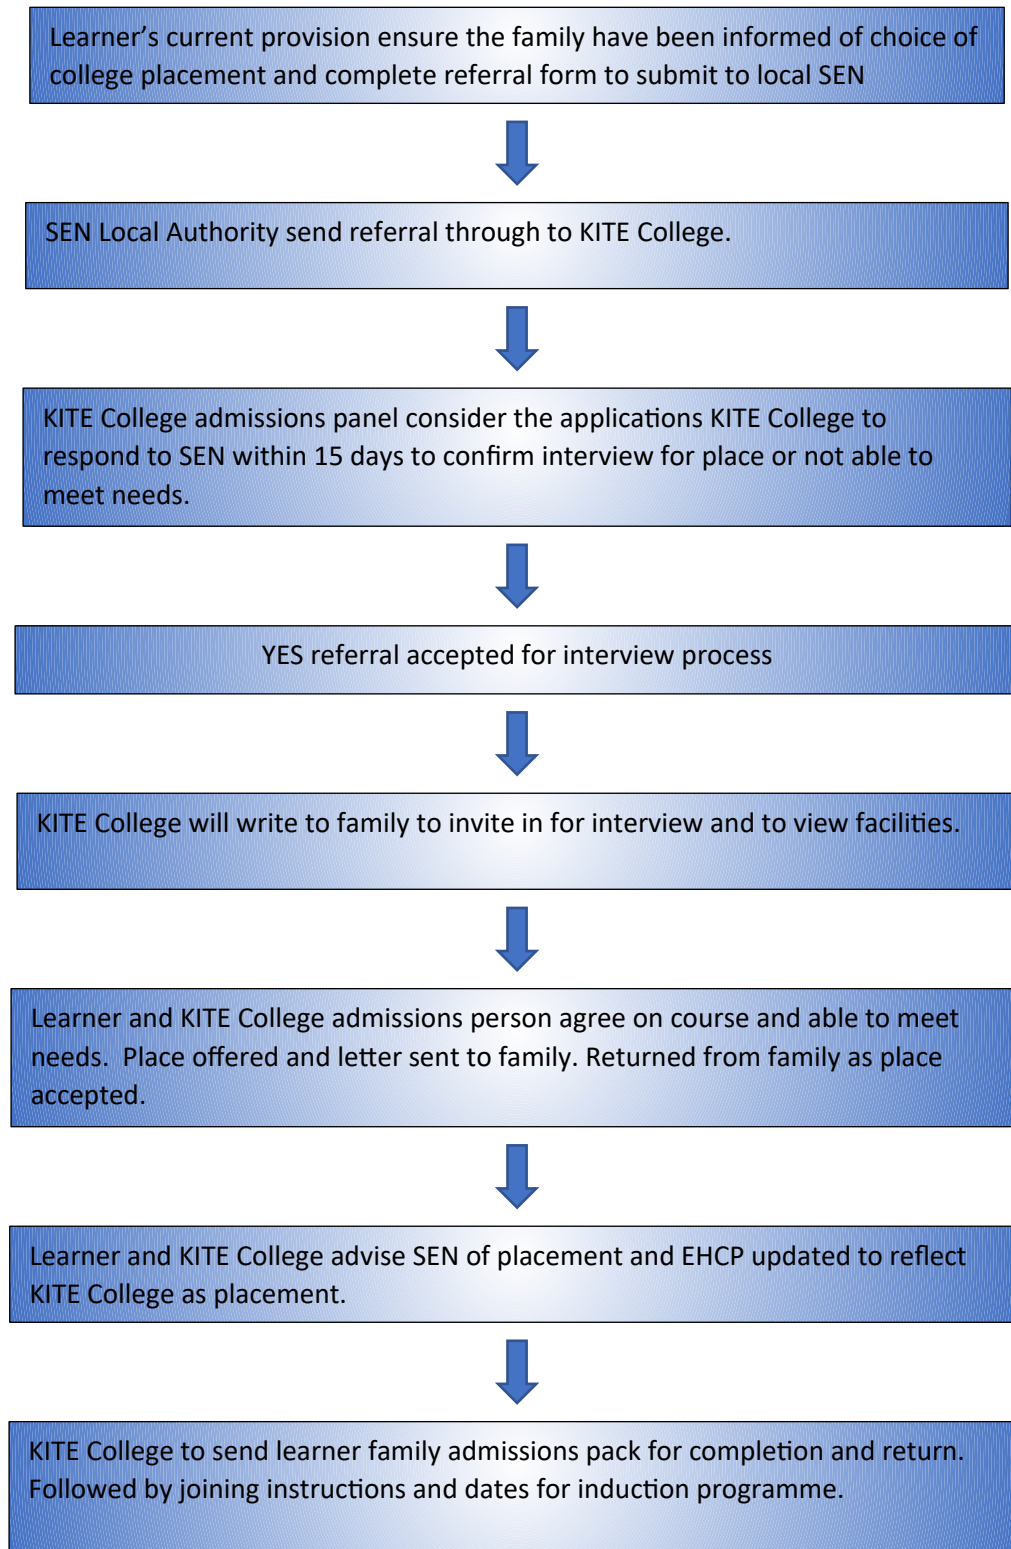 Learner’s current provision ensure the family have been informed of choice of
college placement and complete referral form to submit to local SEN
SEN Local Authority send referral through to KITE College.
KITE College admissions panel consider the applications KITE College to
respond to SEN within 15 days to confirm interview for place or not able to
meet needs.
YES referral accepted for interview process
KITE College will write to family to invite in for interview and to view facilities.
Learner and KITE College admissions person agree on course and able to meet
needs.  Place offered and letter sent to family. Returned from family as place
accepted.
Learner and KITE College advise SEN of placement and EHCP updated to reflect
KITE College as placement.
KITE College to send learner family admissions pack for completion and return.
Followed by joining instructions and dates for induction programme.